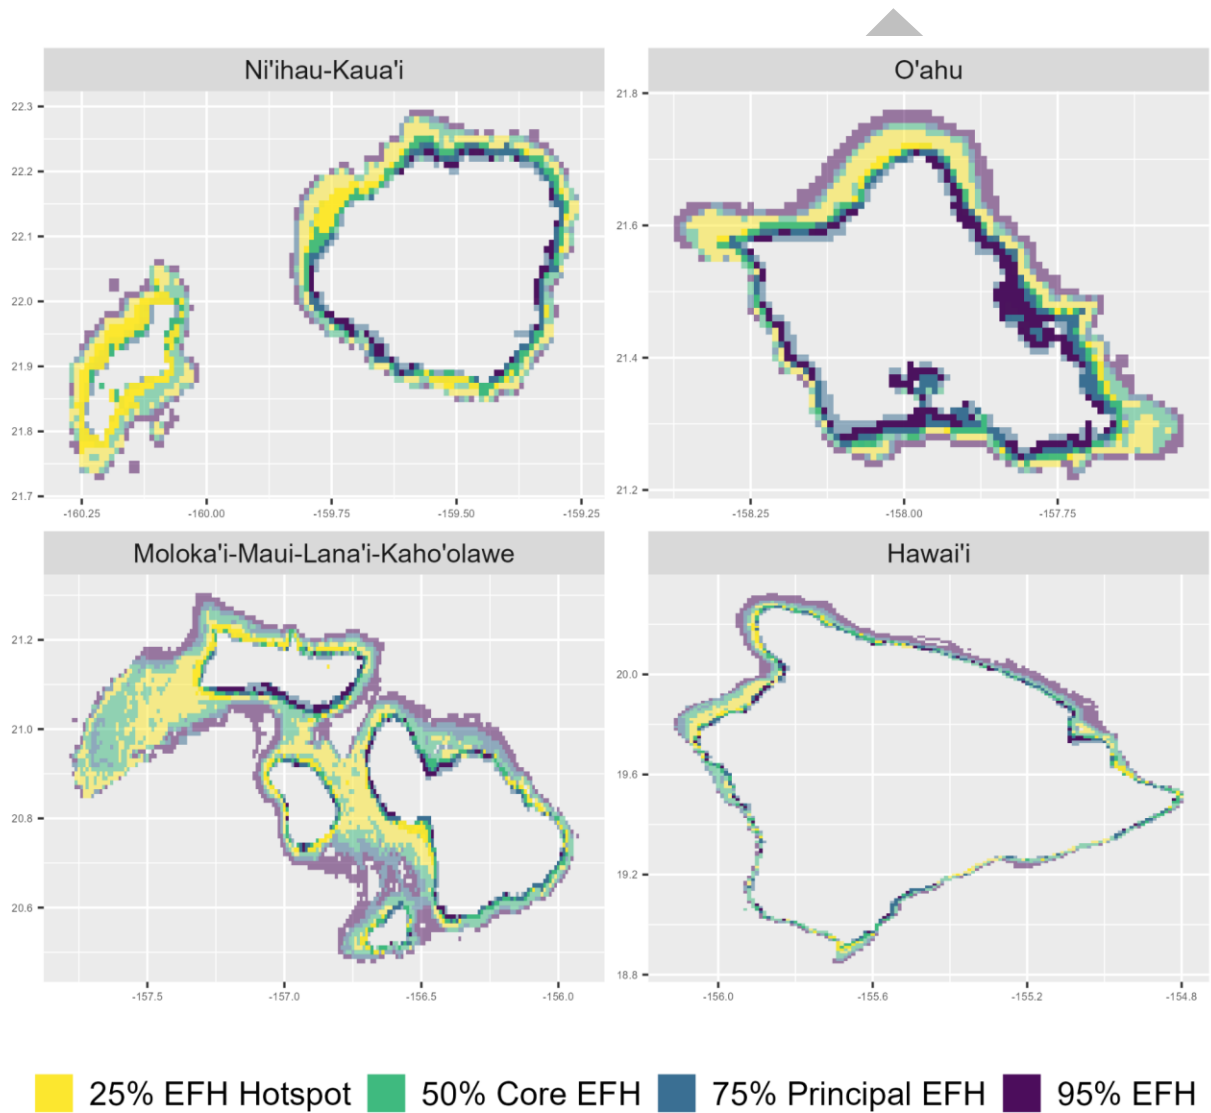 Ni'ihau-Kaua'i
22.3
22.2
22.1
22.0
21.9
21.8
21.7
-160.25 -160.00 -159.75 -159.50 -159.25
O'ahu
21.8
21.6
21.4
21.2
-158.25 -158.00 -157.75
Moloka'i-Maui-Lana'i-Kaho'olawe
21.2
21.0
20.8
20.6
-157.5 -157.0 -156.5 -156.0
Hawai'i
20.0
19.6
19.2
18.8
-156.0 -155.6 -155.2 -154.8
25% EFH Hotspot 50% Core EFH 75% Principal EFH 95% EFH